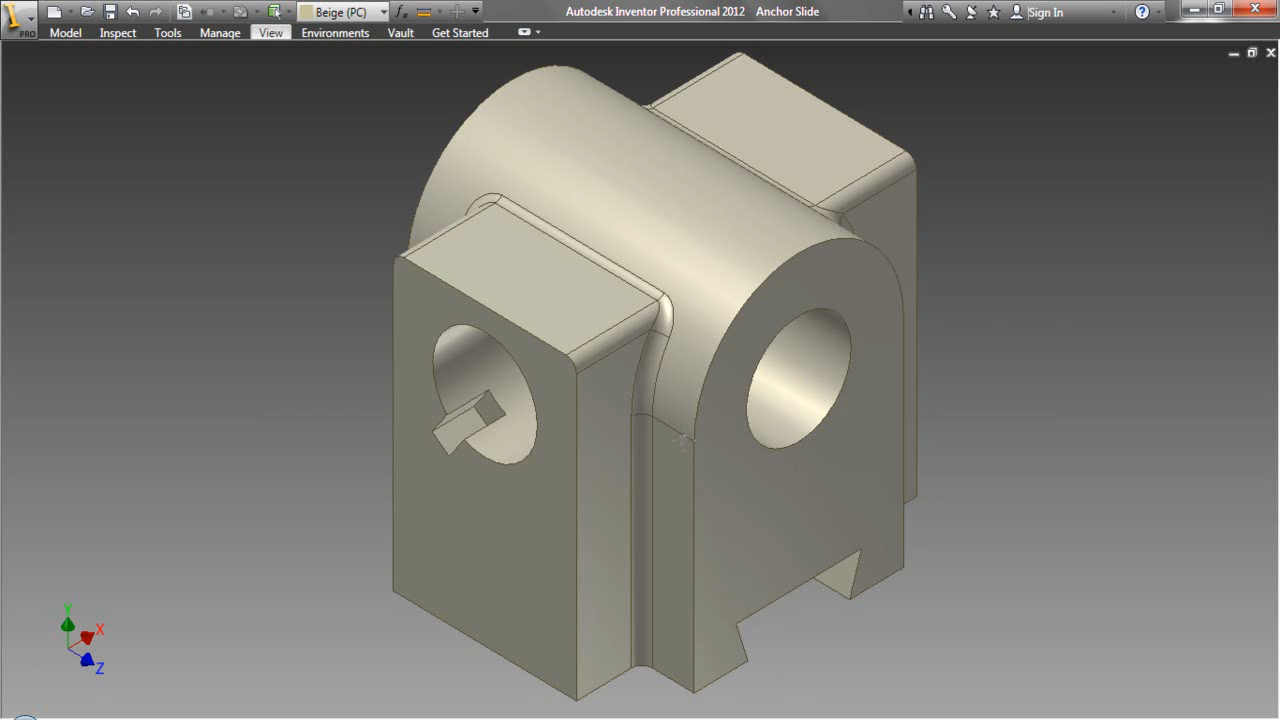 Beige (PC)
Autodesk Inventor Professional 2012 Anchor Slide
Sign In
PRO
Model Inspect Tools Manage View Environments Vault Get Started
Y
X
Z